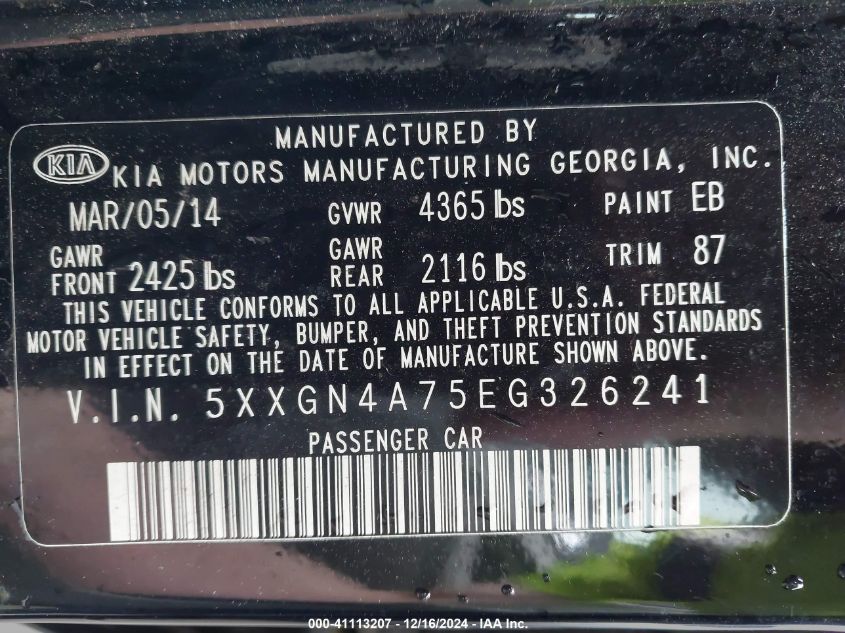 MANUFACTURED BY
KIA KIA MOTORS MANUFACTURING GEORGIA, INC.
MAR/05/14 GVWR 4365 lbs PAINT EB
GAWR FRONT 2425 lbs GAWR REAR 2116 lbs TRIM 87
THIS VEHICLE CONFORMS TO ALL APPLICABLE U.S.A. FEDERAL
MOTOR VEHICLE SAFETY, BUMPER, AND THEFT PREVENTION STANDARDS
IN EFFECT ON THE DATE OF MANUFACTURE SHOWN ABOVE.
V.I.N. 5XXGN4A75EG326241
PASSENGER CAR
000-41113207 - 12/16/2024 - IAA Inc.